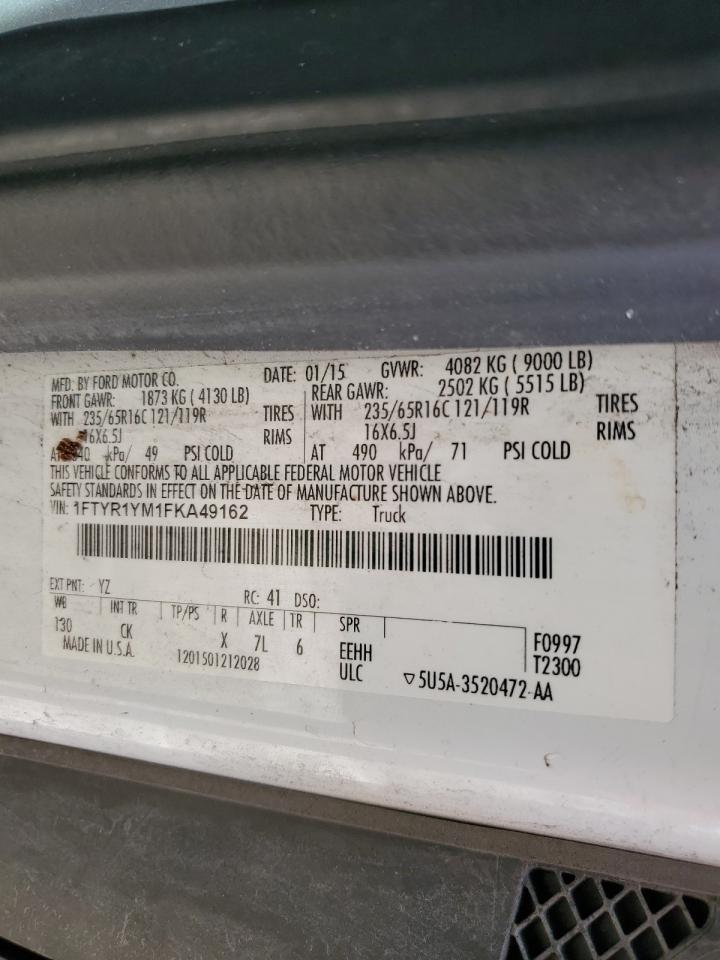 MFD. BY FORD MOTOR CO. DATE: 01/15 GVWR: 4082 KG ( 9000 LB)
FRONT GAWR: 1873 KG ( 4130 LB) REAR GAWR: 2502 KG ( 5515 LB)
WITH 235/65R16C 121/119R TIRES WITH 235/65R16C 121/119R TIRES
16X6.5J RIMS 16X6.5J RIMS
AT kPa/ 49 PSI COLD AT 490 kPa/ 71 PSI COLD
THIS VEHICLE CONFORMS TO ALL APPLICABLE FEDERAL MOTOR VEHICLE
SAFETY STANDARDS IN EFFECT ON THE DATE OF MANUFACTURE SHOWN ABOVE.
VIN: 1FTYR1YM1FKA49162 TYPE: Truck
EXT PNT: YZ RC: 41 DSO:
WB INT TR TP/PS R AXLE TR SPR
130 CK X 7L 6 EEHH F0997
MADE IN U.S.A. 1201501212028 ULC T2300
▽5U5A-3520472-AA